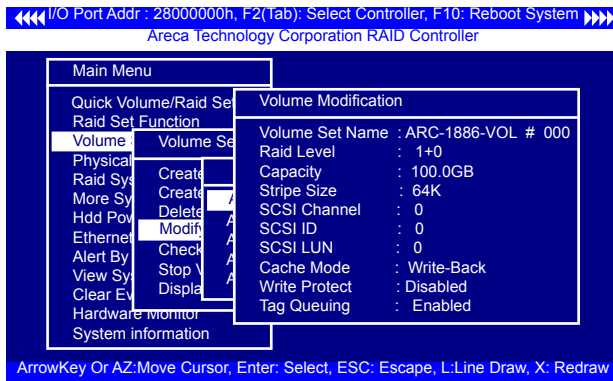 I/O Port Addr : 28000000h, F2(Tab): Select Controller, F10: Reboot System
Areca Technology Corporation RAID Controller
Main Menu
Quick Volume/Raid Se
Raid Set Function
Volume
Physical
Raid Sys
More Sy
Hdd Pow
Ethernet
Alert By
View Sy
Clear Ev
Hardware Monitor
System information
Volume Se
Create
Create
Delete
Modify
Check
Stop V
Displa
A
A
A
A
A
Volume Modification
Volume Set Name : ARC-1886-VOL # 000
Raid Level : 1+0
Capacity : 100.0GB
Stripe Size : 64K
SCSI Channel : 0
SCSI ID : 0
SCSI LUN : 0
Cache Mode : Write-Back
Write Protect : Disabled
Tag Queuing : Enabled
ArrowKey Or AZ:Move Cursor, Enter: Select, ESC: Escape, L:Line Draw, X: Redraw